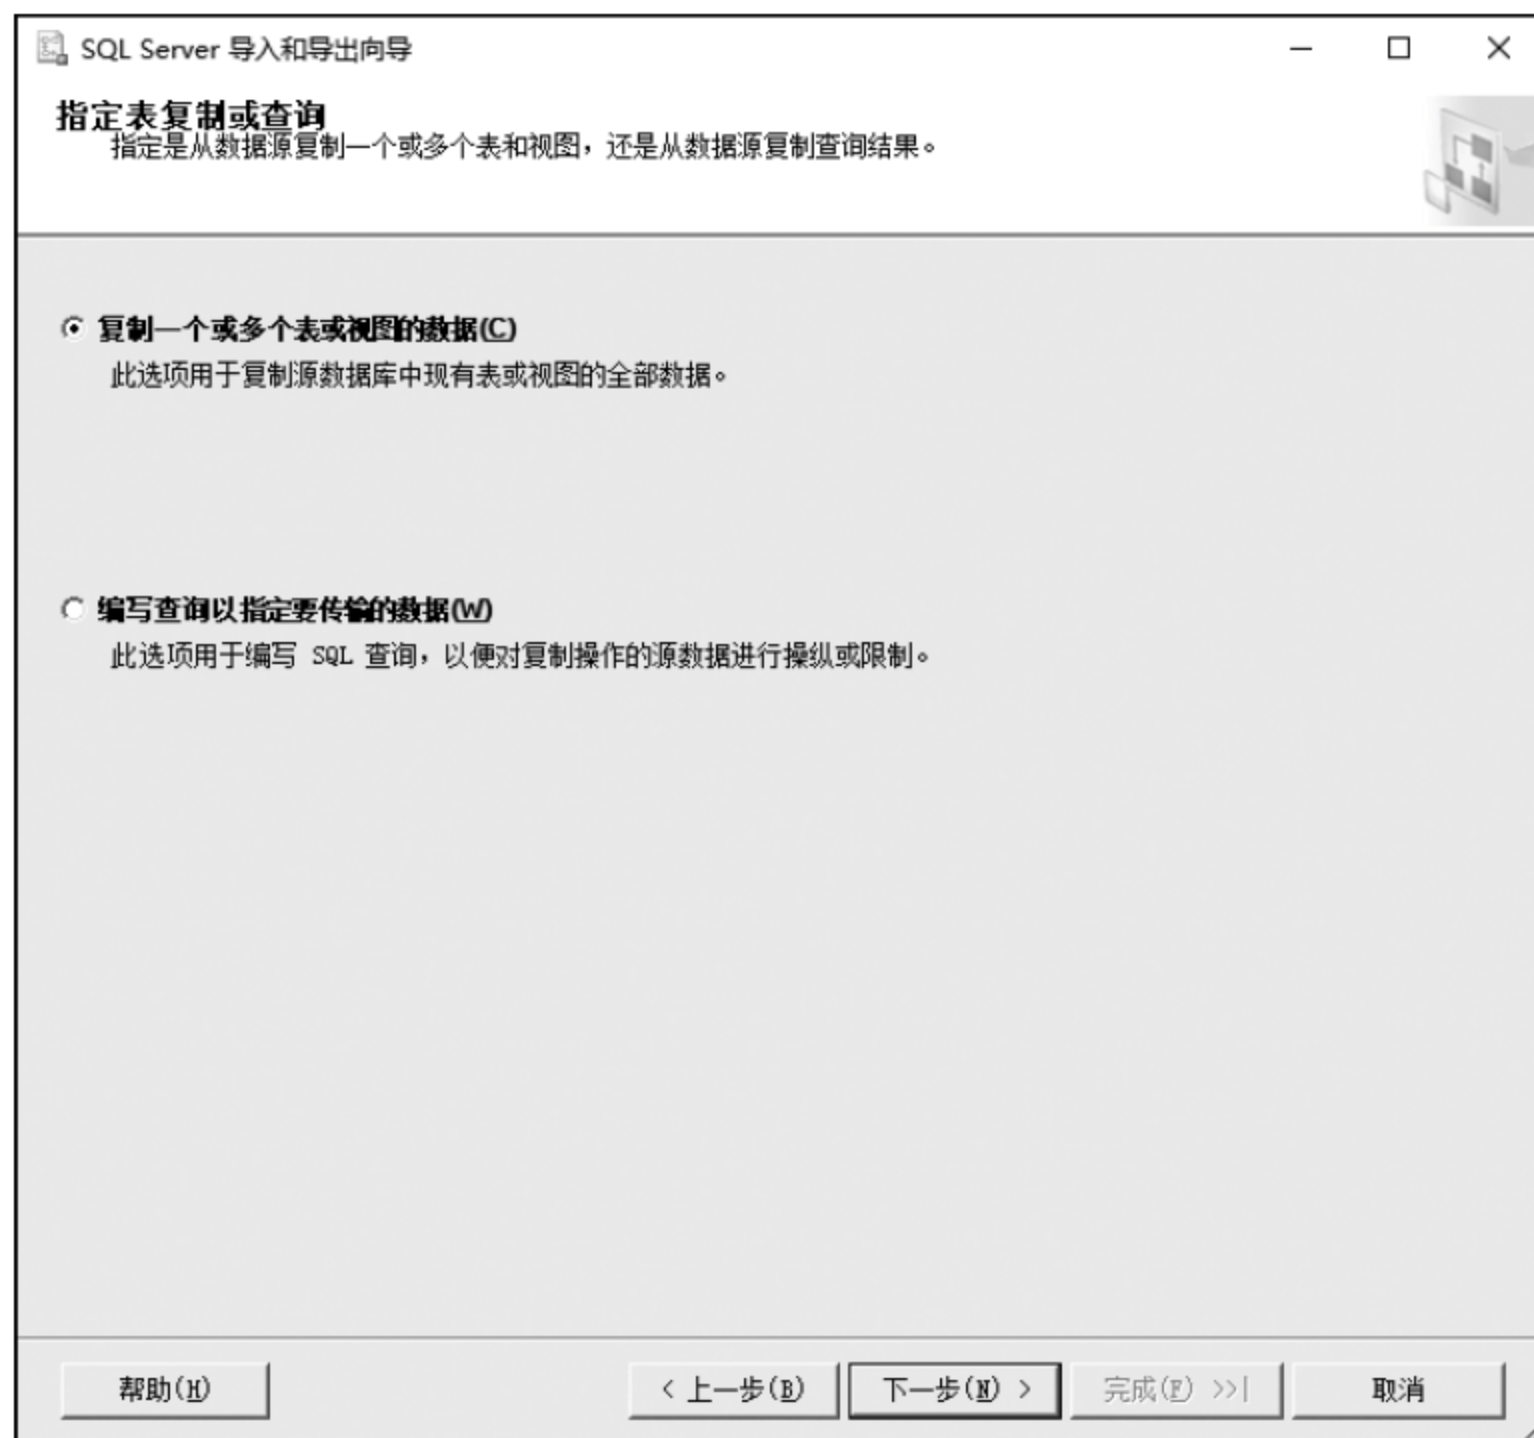 SQL Server 导入和导出向导
指定表复制或查询
指定是从数据源复制一个或多个表和视图，还是从数据源复制查询结果。
复制一个或多个表或视图的数据(C)
此选项用于复制源数据库中现有表或视图的全部数据。
编写查询以指定要传输的数据(W)
此选项用于编写 SQL 查询，以便对复制操作的源数据进行操纵或限制。
帮助(H) < 上一步(B) 下一步(N) > 完成(F) >>| 取消